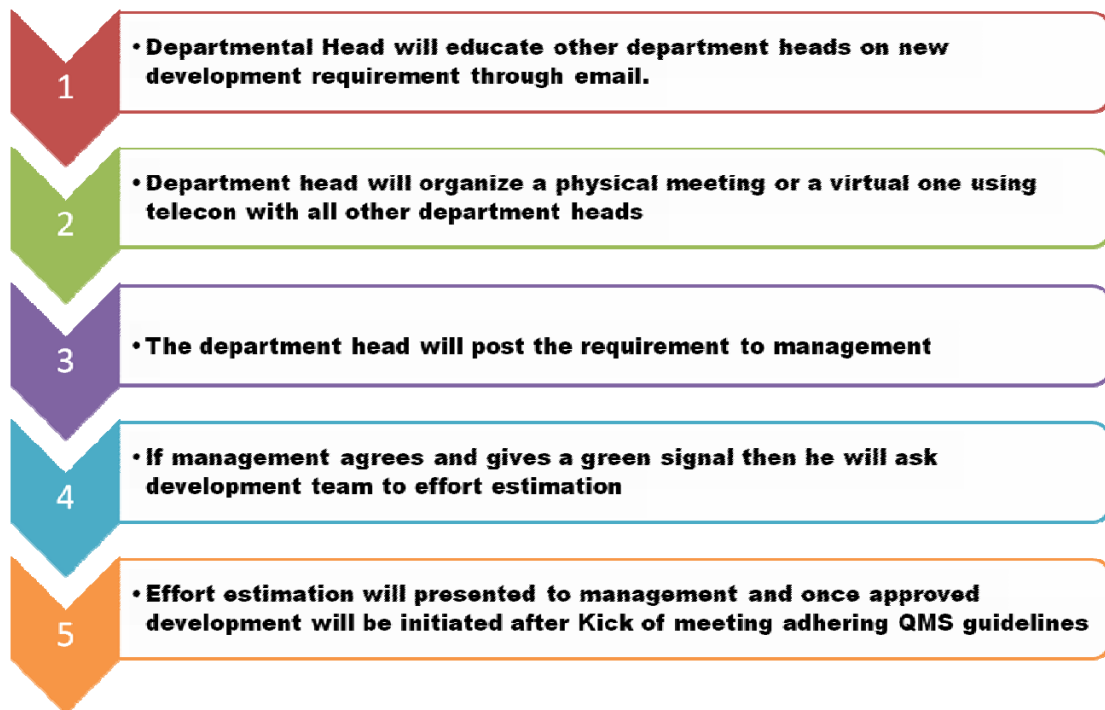 1
• Departmental Head will educate other department heads on new
development requirement through email.
2
• Department head will organize a physical meeting or a virtual one using
telecon with all other department heads
3
• The department head will post the requirement to management
4
• If management agrees and gives a green signal then he will ask
development team to effort estimation
5
• Effort estimation will presented to management and once approved
development will be initiated after Kick of meeting adhering QMS guidelines